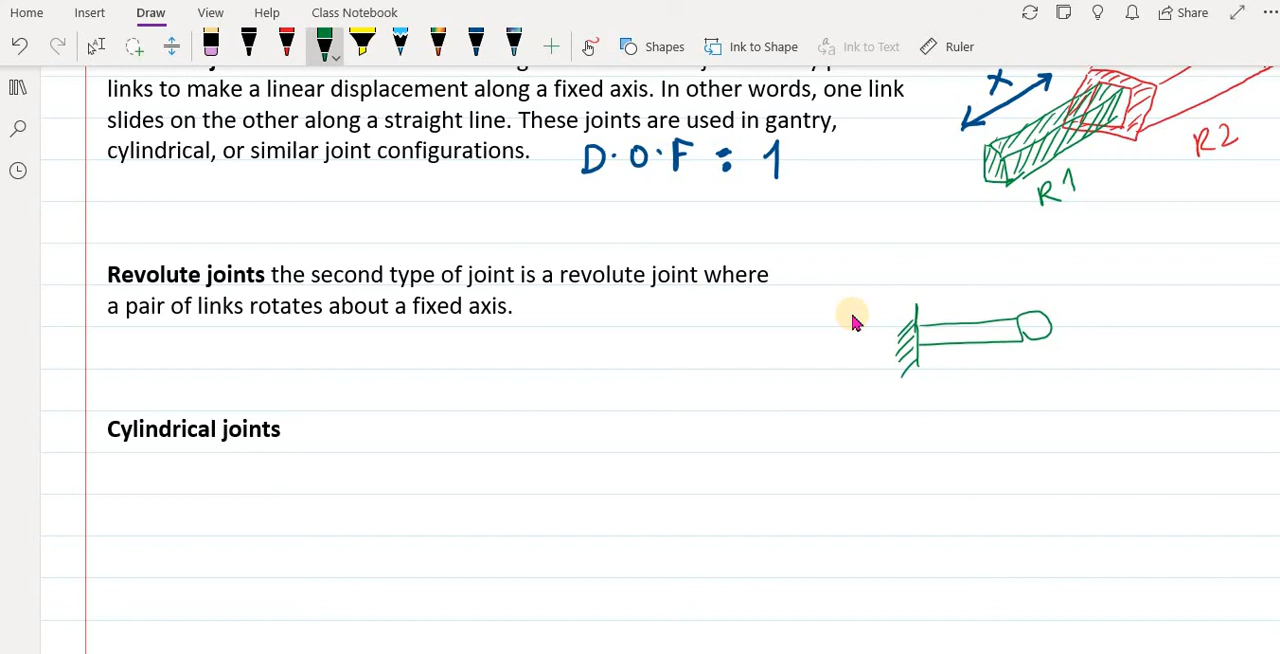 Home Insert Draw View Help Class Notebook Share
Shapes Ink to Shape Ink to Text Ruler
links to make a linear displacement along a fixed axis. In other words, one link
slides on the other along a straight line. These joints are used in gantry,
cylindrical, or similar joint configurations. D.O.F : 1
X
R2
R1
Revolute joints the second type of joint is a revolute joint where
a pair of links rotates about a fixed axis.
Cylindrical joints